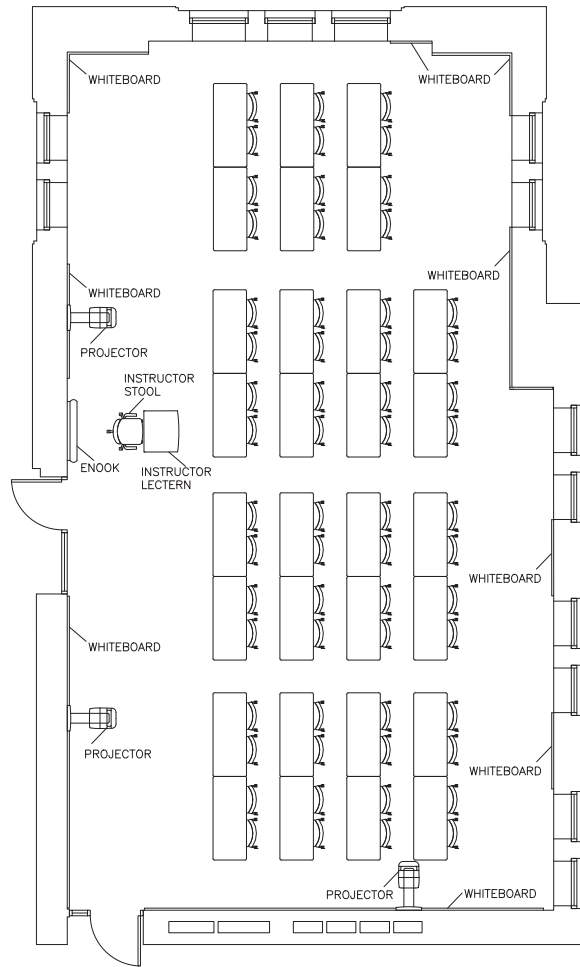 WHITEBOARD
WHITEBOARD
WHITEBOARD
WHITEBOARD
PROJECTOR
INSTRUCTOR
STOOL
ENOOK
INSTRUCTOR
LECTERN
WHITEBOARD
WHITEBOARD
PROJECTOR
WHITEBOARD
PROJECTOR
WHITEBOARD